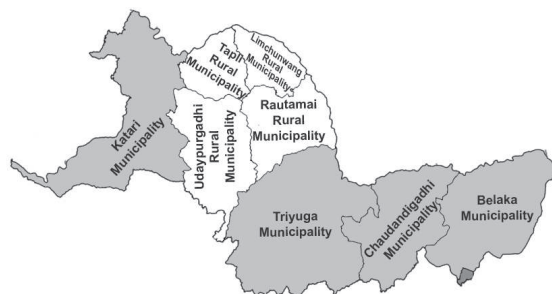 Limchunwang
Rural
Municipality
Tapli
Rural
Municipality
Rautamai
Rural
Municipality
Katari
Municipality
Udaypurgadhi
Rural
Municipality
Triyuga
Municipality
Chaudandigadhi
Municipality
Belaka
Municipality